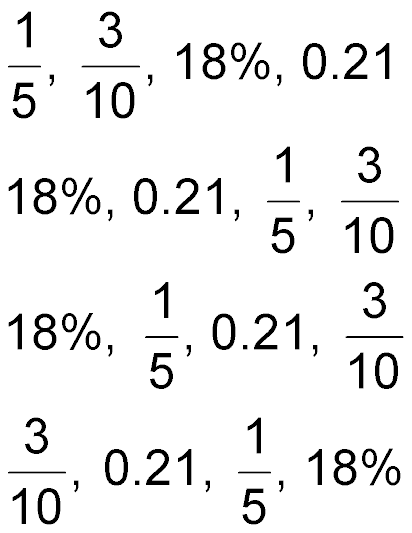 1/5, 3/10, 18%, 0.21
18%, 0.21, 1/5, 3/10
18%, 1/5, 0.21, 3/10
3/10, 0.21, 1/5, 18%